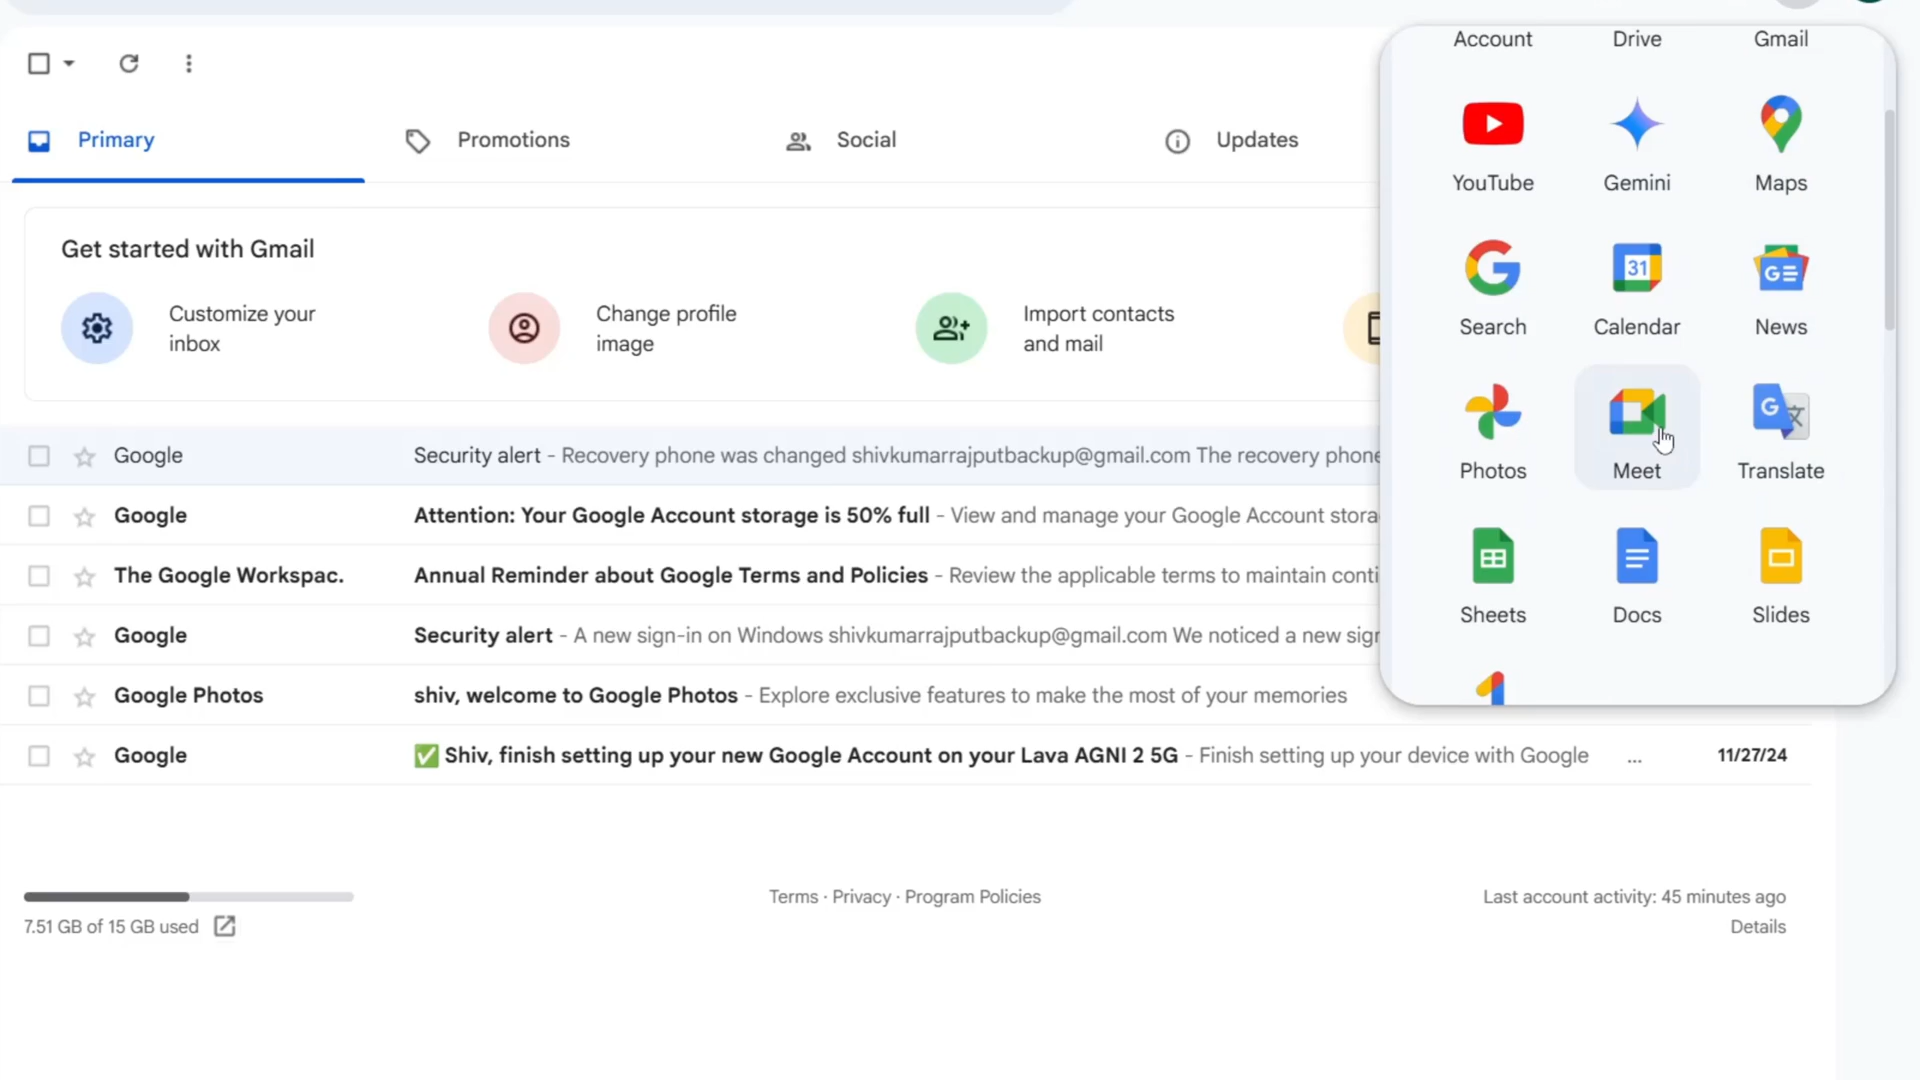 Account Drive Gmail
Primary Promotions Social Updates
YouTube Gemini Maps
Get started with Gmail
Customize your
inbox
Change profile
image
Import contacts
and mail
31
Search Calendar News
Photos Meet Translate
Sheets Docs Slides
Google Security alert - Recovery phone was changed shivkumarrajputbackup@gmail.com The recovery phone
Google Attention: Your Google Account storage is 50% full - View and manage your Google Account stora
The Google Workspac. Annual Reminder about Google Terms and Policies - Review the applicable terms to maintain conti
Google Security alert - A new sign-in on Windows shivkumarrajputbackup@gmail.com We noticed a new sign
Google Photos shiv, welcome to Google Photos - Explore exclusive features to make the most of your memories
Google ✅ Shiv, finish setting up your new Google Account on your Lava AGNI 2 5G - Finish setting up your device with Google ... 11/27/24
7.51 GB of 15 GB used
Terms · Privacy · Program Policies
Last account activity: 45 minutes ago
Details